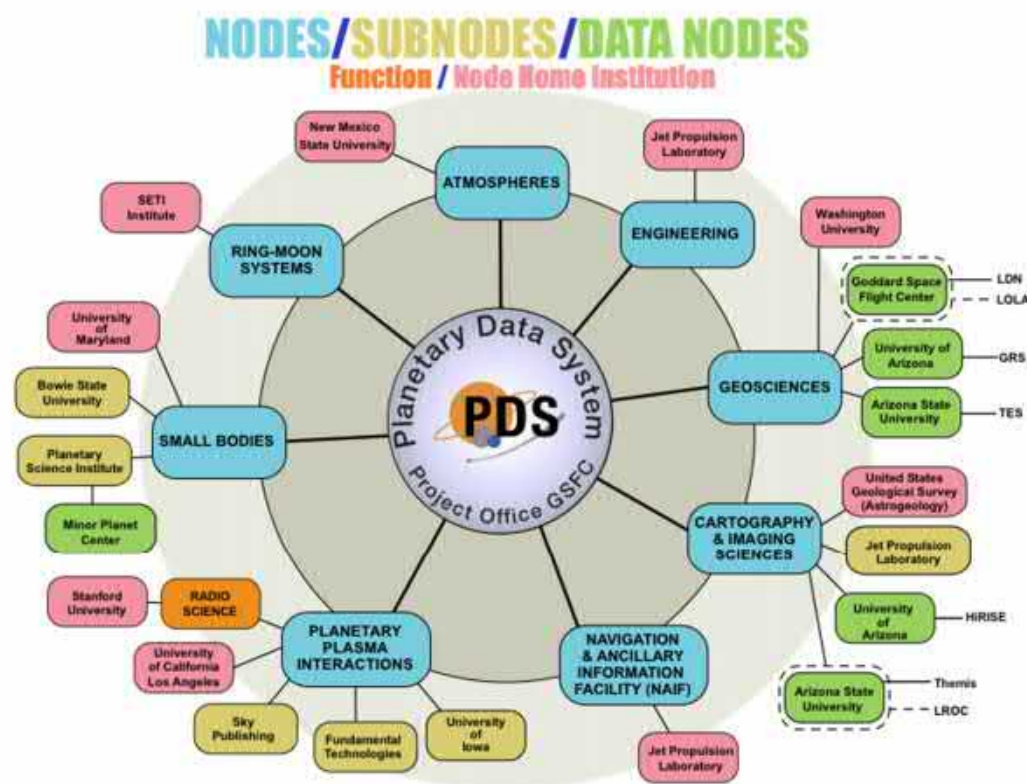 NODES/SUBNODES/DATA NODES
Function / Node Home Institution
New Mexico
State University
ATMOSPHERES
Jet Propulsion
Laboratory
ENGINEERING
SETI
Institute
RING-MOON
SYSTEMS
Washington
University
Goddard Space
Flight Center
LDN
LOLA
University of
Arizona
GRS
Arizona State
University
TES
GEOSCIENCES
University
of
Maryland
Bowie State
University
Planetary
Science Institute
Minor Planet
Center
SMALL BODIES
Planetary Data System
PDS
Project Office GSFC
United States
Geological Survey
(Astrogeology)
CARTOGRAPHY
& IMAGING
SCIENCES
Jet Propulsion
Laboratory
University
of
Arizona
HiRISE
Arizona State
University
Themis
LROC
Stanford
University
RADIO
SCIENCE
PLANETARY
PLASMA
INTERACTIONS
University
of California
Los Angeles
Sky
Publishing
Fundamental
Technologies
University
of
Iowa
NAVIGATION
& ANCILLARY
INFORMATION
FACILITY (NAIF)
Jet Propulsion
Laboratory